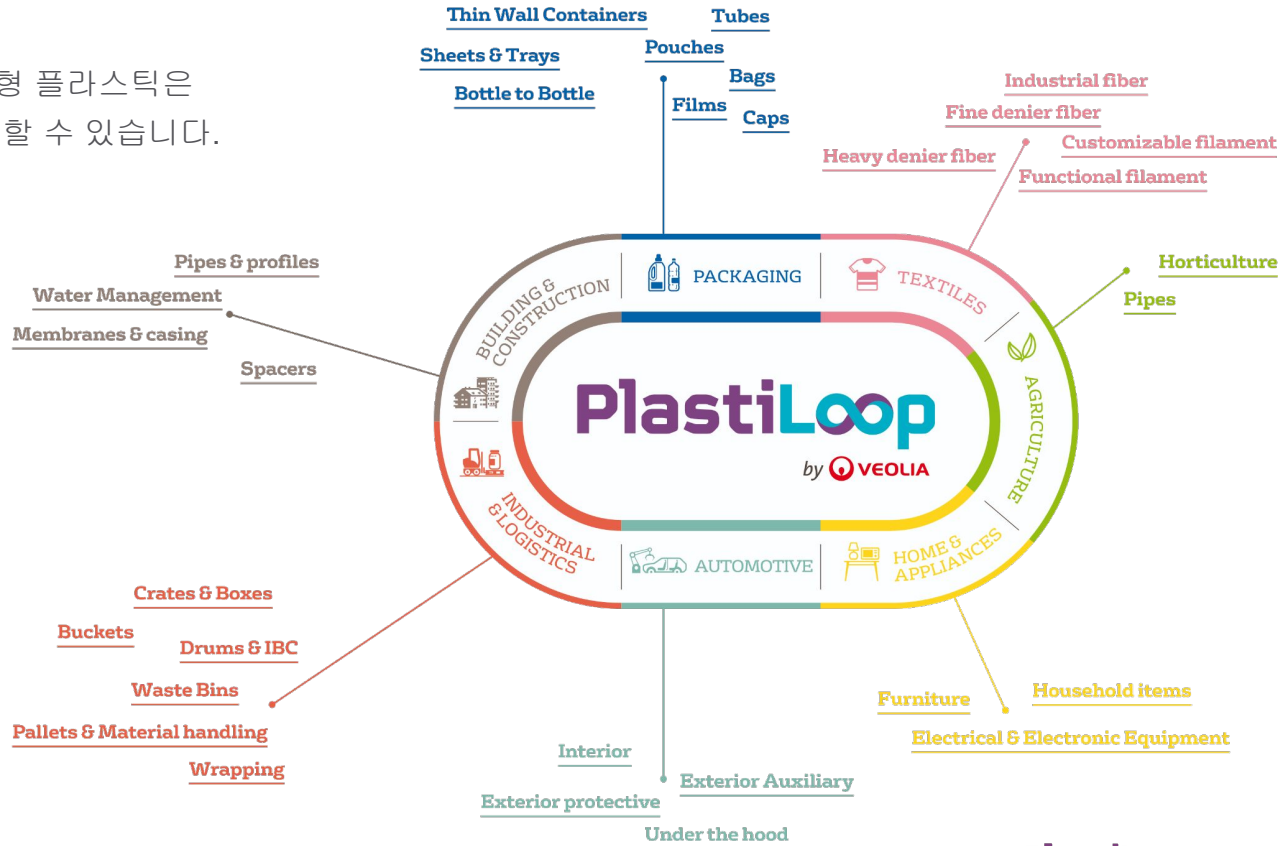 형 플라스틱은
할 수 있습니다.
Thin Wall Containers
Tubes
Sheets & Trays
Pouches
Bottle to Bottle
Bags
Films
Caps
Industrial fiber
Fine denier fiber
Customizable filament
Heavy denier fiber
Functional filament
Pipes & profiles
Water Management
Membranes & casing
Spacers
Horticulture
Pipes
BUILDING &
CONSTRUCTION
PACKAGING
TEXTILES
AGRICULTURE
PlastiLoop
by VEOLIA
INDUSTRIAL
& LOGISTICS
AUTOMOTIVE
HOME &
APPLIANCES
Crates & Boxes
Buckets
Drums & IBC
Waste Bins
Pallets & Material handling
Wrapping
Interior
Exterior Auxiliary
Exterior protective
Under the hood
Furniture
Household items
Electrical & Electronic Equipment